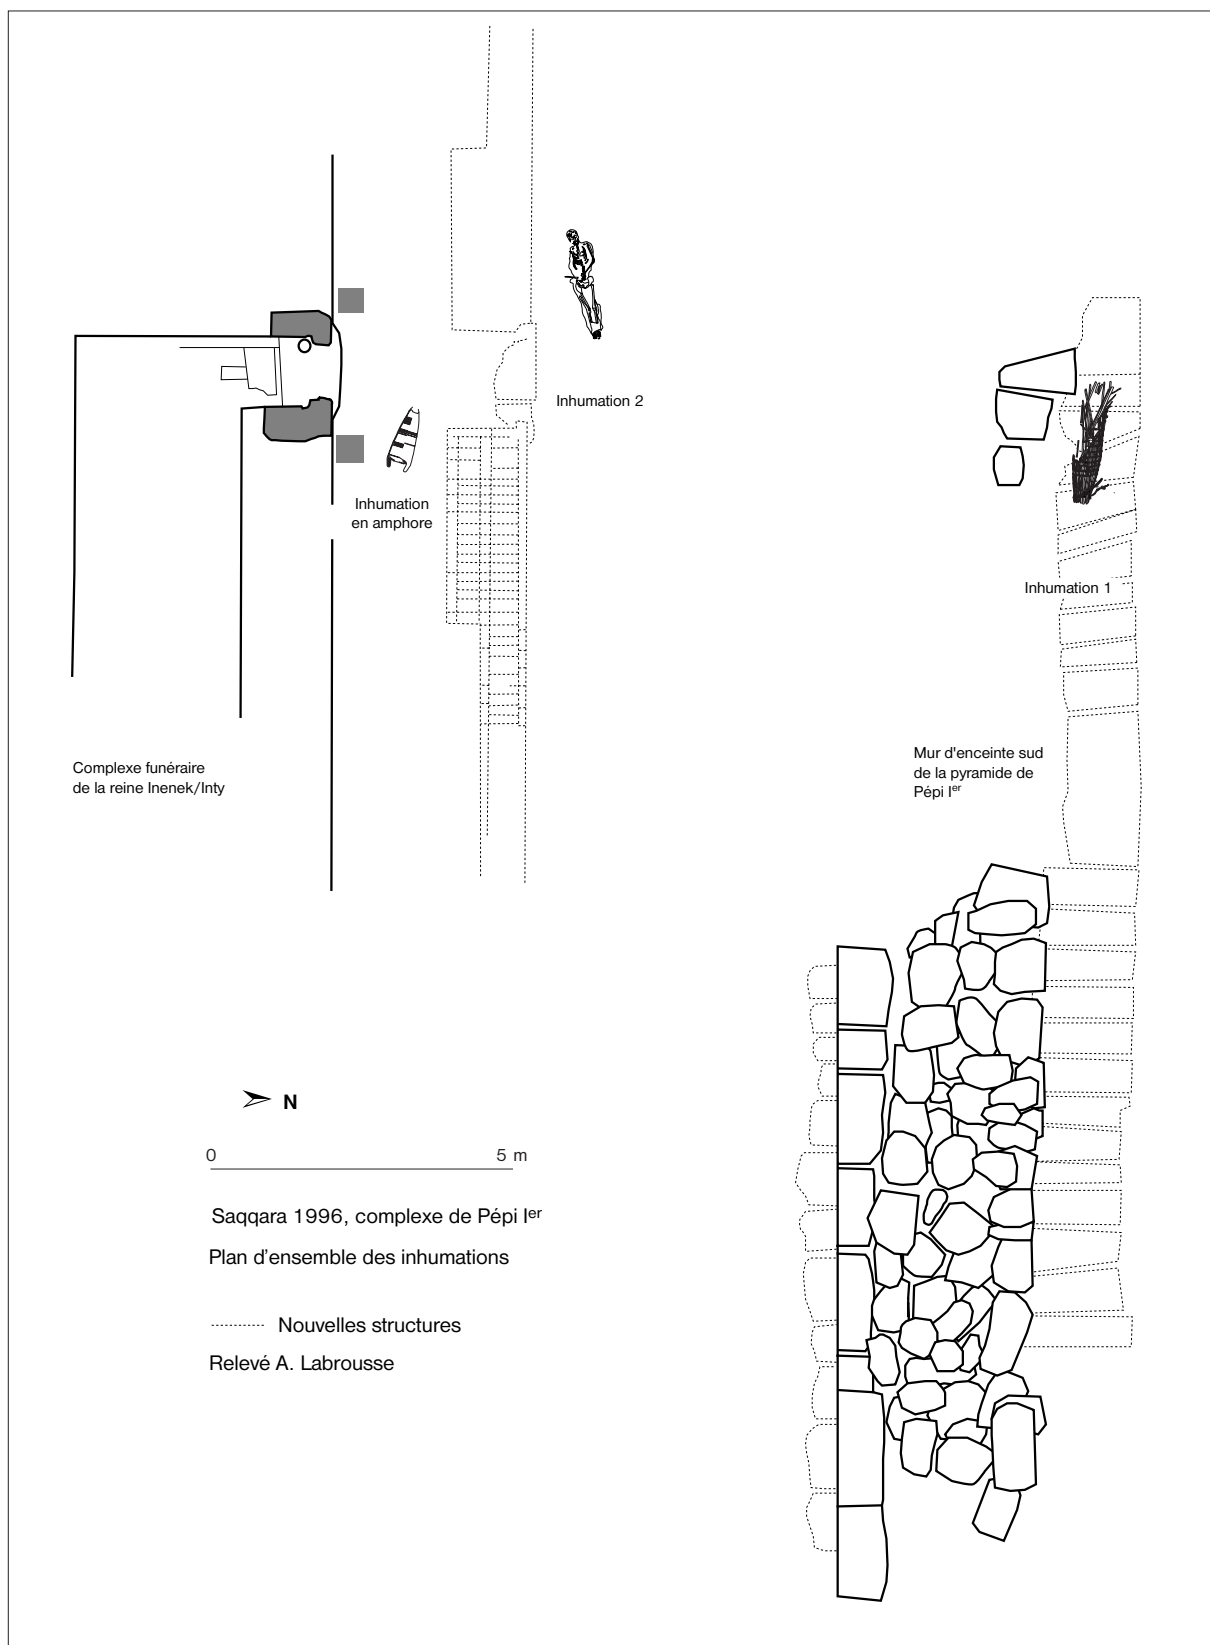 Inhumation 2
Inhumation
en amphore
Inhumation 1
Mur d'enceinte sud
de la pyramide de
Pépi Ier
Complexe funéraire
de la reine Inenek/Inty
N
0 5 m
Saqqara 1996, complexe de Pépi Ier
Plan d’ensemble des inhumations
Nouvelles structures
Relevé A. Labrousse